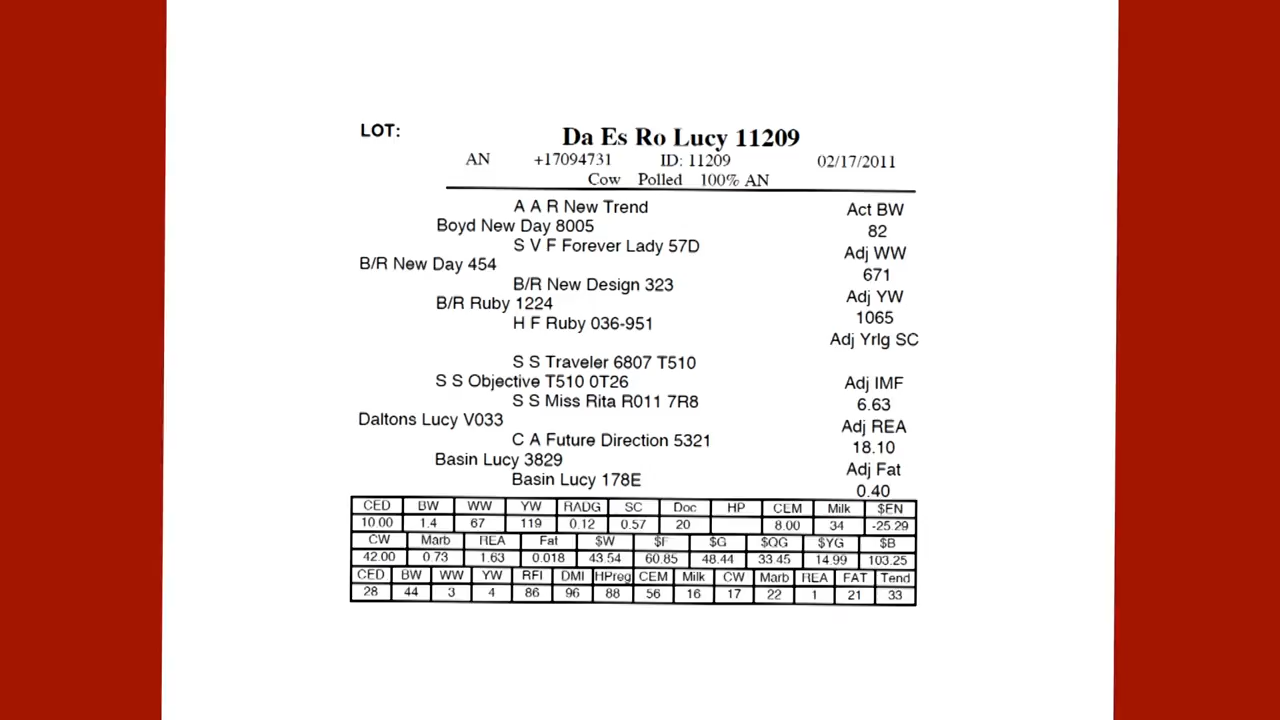 LOT:
Da Es Ro Lucy 11209
AN +17094731 ID: 11209 02/17/2011
Cow Polled 100% AN
A A R New Trend
Act BW
Boyd New Day 8005
82
S V F Forever Lady 57D
Adj WW
B/R New Day 454
671
B/R New Design 323
Adj YW
B/R Ruby 1224
1065
H F Ruby 036-951
Adj Yrlg SC
S S Traveler 6807 T510
S S Objective T510 0T26
Adj IMF
S S Miss Rita R011 7R8
6.63
Daltons Lucy V033
Adj REA
C A Future Direction 5321
18.10
Basin Lucy 3829
Adj Fat
Basin Lucy 178E
0.40
CED BW WW YW RADG SC Doc HP CEM Milk $EN
10.00 1.4 67 119 0.12 0.57 20 8.00 34 -25.29
CW Marb REA Fat $W $F $G $QG $YG $B
42.00 0.73 1.63 0.018 43.54 60.85 48.44 33.45 14.99 103.25
CED BW WW YW RFI DMI HPreg CEM Milk CW Marb REA FAT Tend
28 44 3 4 86 96 88 56 16 17 22 1 21 33